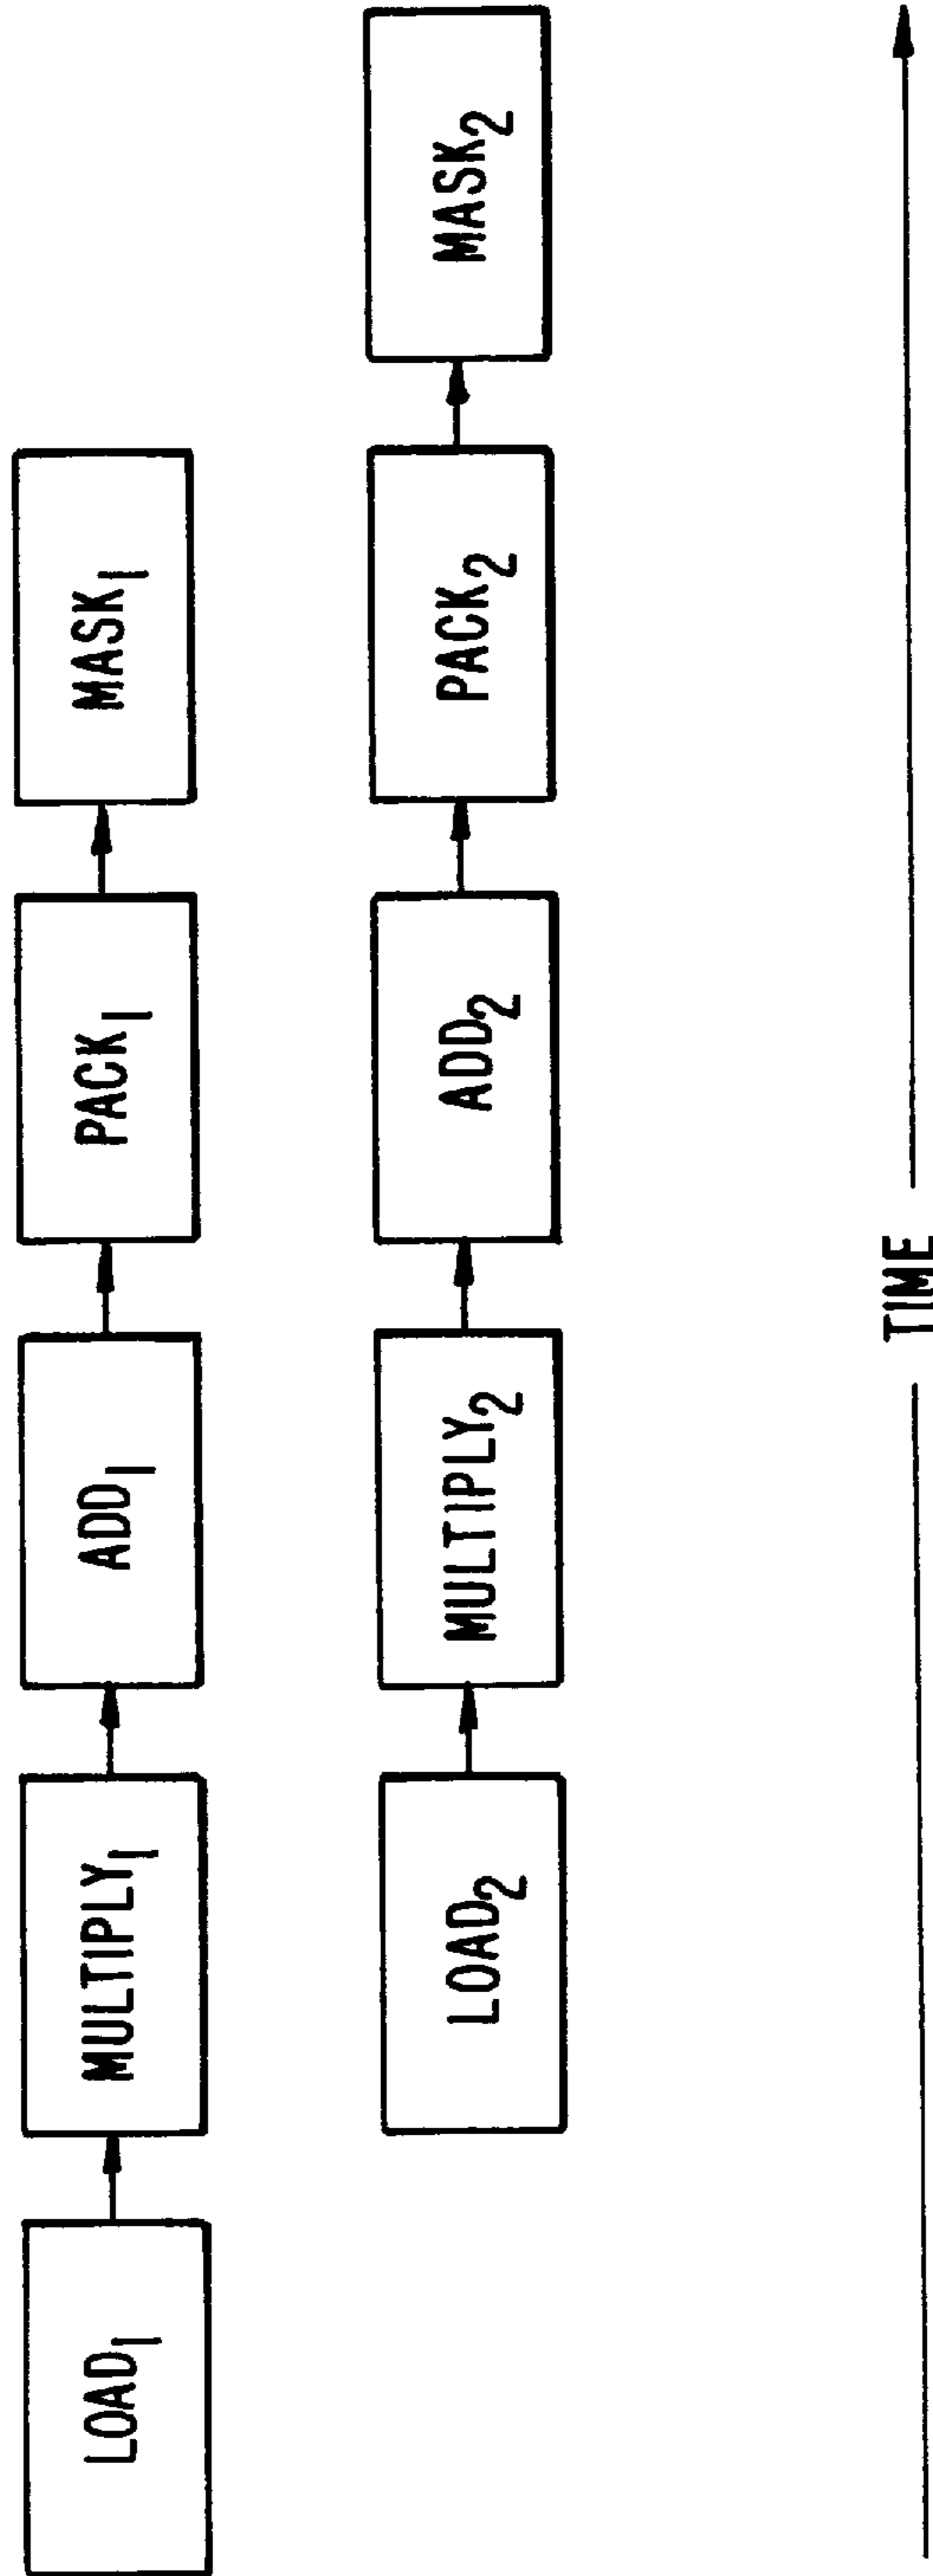 LOAD₁
MULTIPLY₁
ADD₁
PACK₁
MASK₁
LOAD₂
MULTIPLY₂
ADD₂
PACK₂
MASK₂
TIME